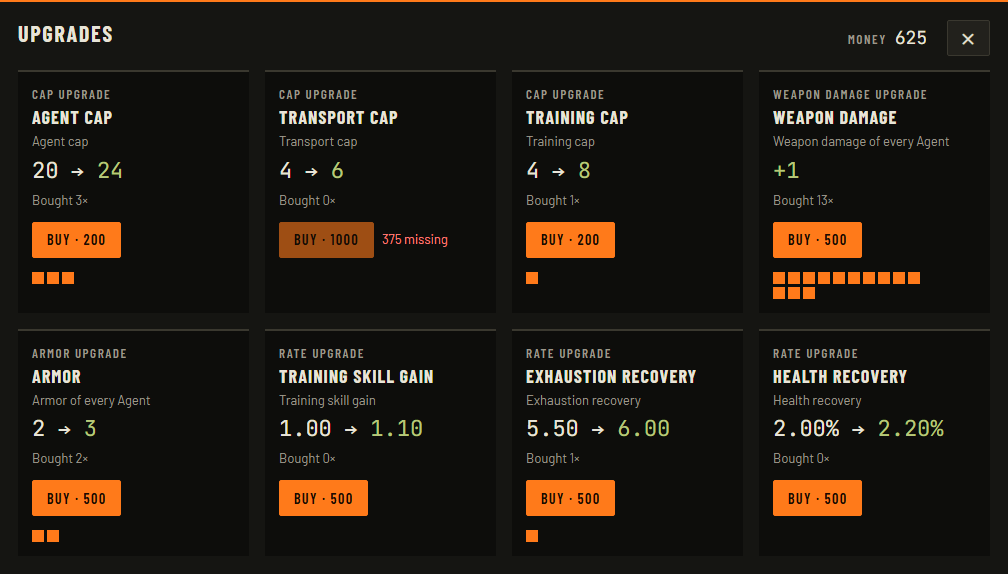 UPGRADES
MONEY 625 ✕
CAP UPGRADE
AGENT CAP
Agent cap
20 → 24
Bought 3×
BUY · 200
CAP UPGRADE
TRANSPORT CAP
Transport cap
4 → 6
Bought 0×
BUY · 1000 375 missing
CAP UPGRADE
TRAINING CAP
Training cap
4 → 8
Bought 1×
BUY · 200
WEAPON DAMAGE UPGRADE
WEAPON DAMAGE
Weapon damage of every Agent
+1
Bought 13×
BUY · 500
ARMOR UPGRADE
ARMOR
Armor of every Agent
2 → 3
Bought 2×
BUY · 500
RATE UPGRADE
TRAINING SKILL GAIN
Training skill gain
1.00 → 1.10
Bought 0×
BUY · 500
RATE UPGRADE
EXHAUSTION RECOVERY
Exhaustion recovery
5.50 → 6.00
Bought 1×
BUY · 500
RATE UPGRADE
HEALTH RECOVERY
Health recovery
2.00% → 2.20%
Bought 0×
BUY · 500